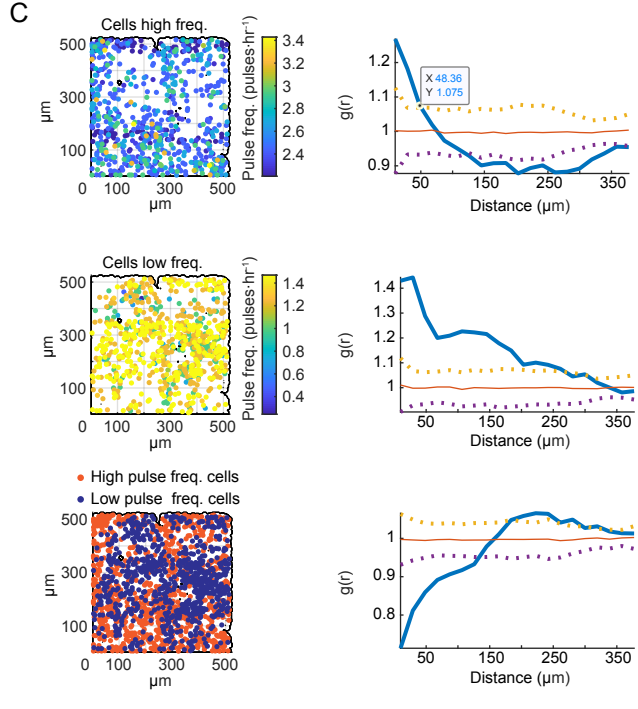 C
Cells high freq.
500
300
100
µm
0
100
300
500
µm
3.4
3.2
3
2.8
2.6
2.4
Pulse freq. (pulses·hr⁻¹)
1.2
1.1
1
0.9
g(r)
X 48.36
Y 1.075
50
150
250
350
Distance (µm)
Cells low freq.
500
300
100
µm
0
100
300
500
µm
1.4
1.2
1
0.8
0.6
0.4
Pulse freq. (pulses·hr⁻¹)
1.4
1.3
1.2
1.1
1
g(r)
50
150
250
350
Distance (µm)
High pulse freq. cells
Low pulse freq. cells
500
300
100
µm
0
100
300
500
µm
1
0.9
0.8
g(r)
50
150
250
350
Distance (µm)